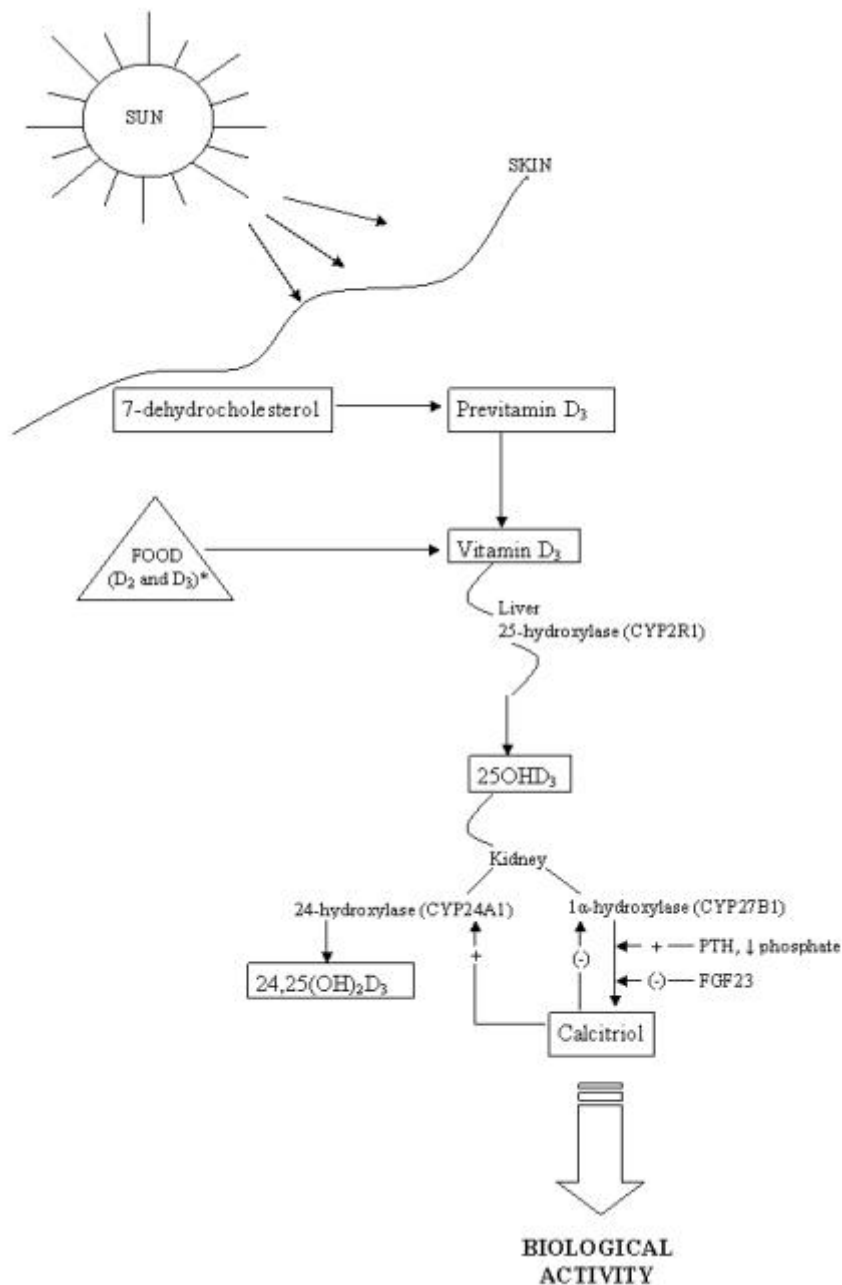 SUN
SKIN
7-dehydrocholesterol
Previtamin D₃
FOOD
(D₂ and D₃)*
Vitamin D₃
Liver
25-hydroxylase (CYP2R1)
25OHD₃
Kidney
24-hydroxylase (CYP24A1)
1α-hydroxylase (CYP27B1)
+
(-)
+ PTH, ↓ phosphate
(-) FGF23
24,25(OH)₂D₃
Calcitriol
BIOLOGICAL
ACTIVITY